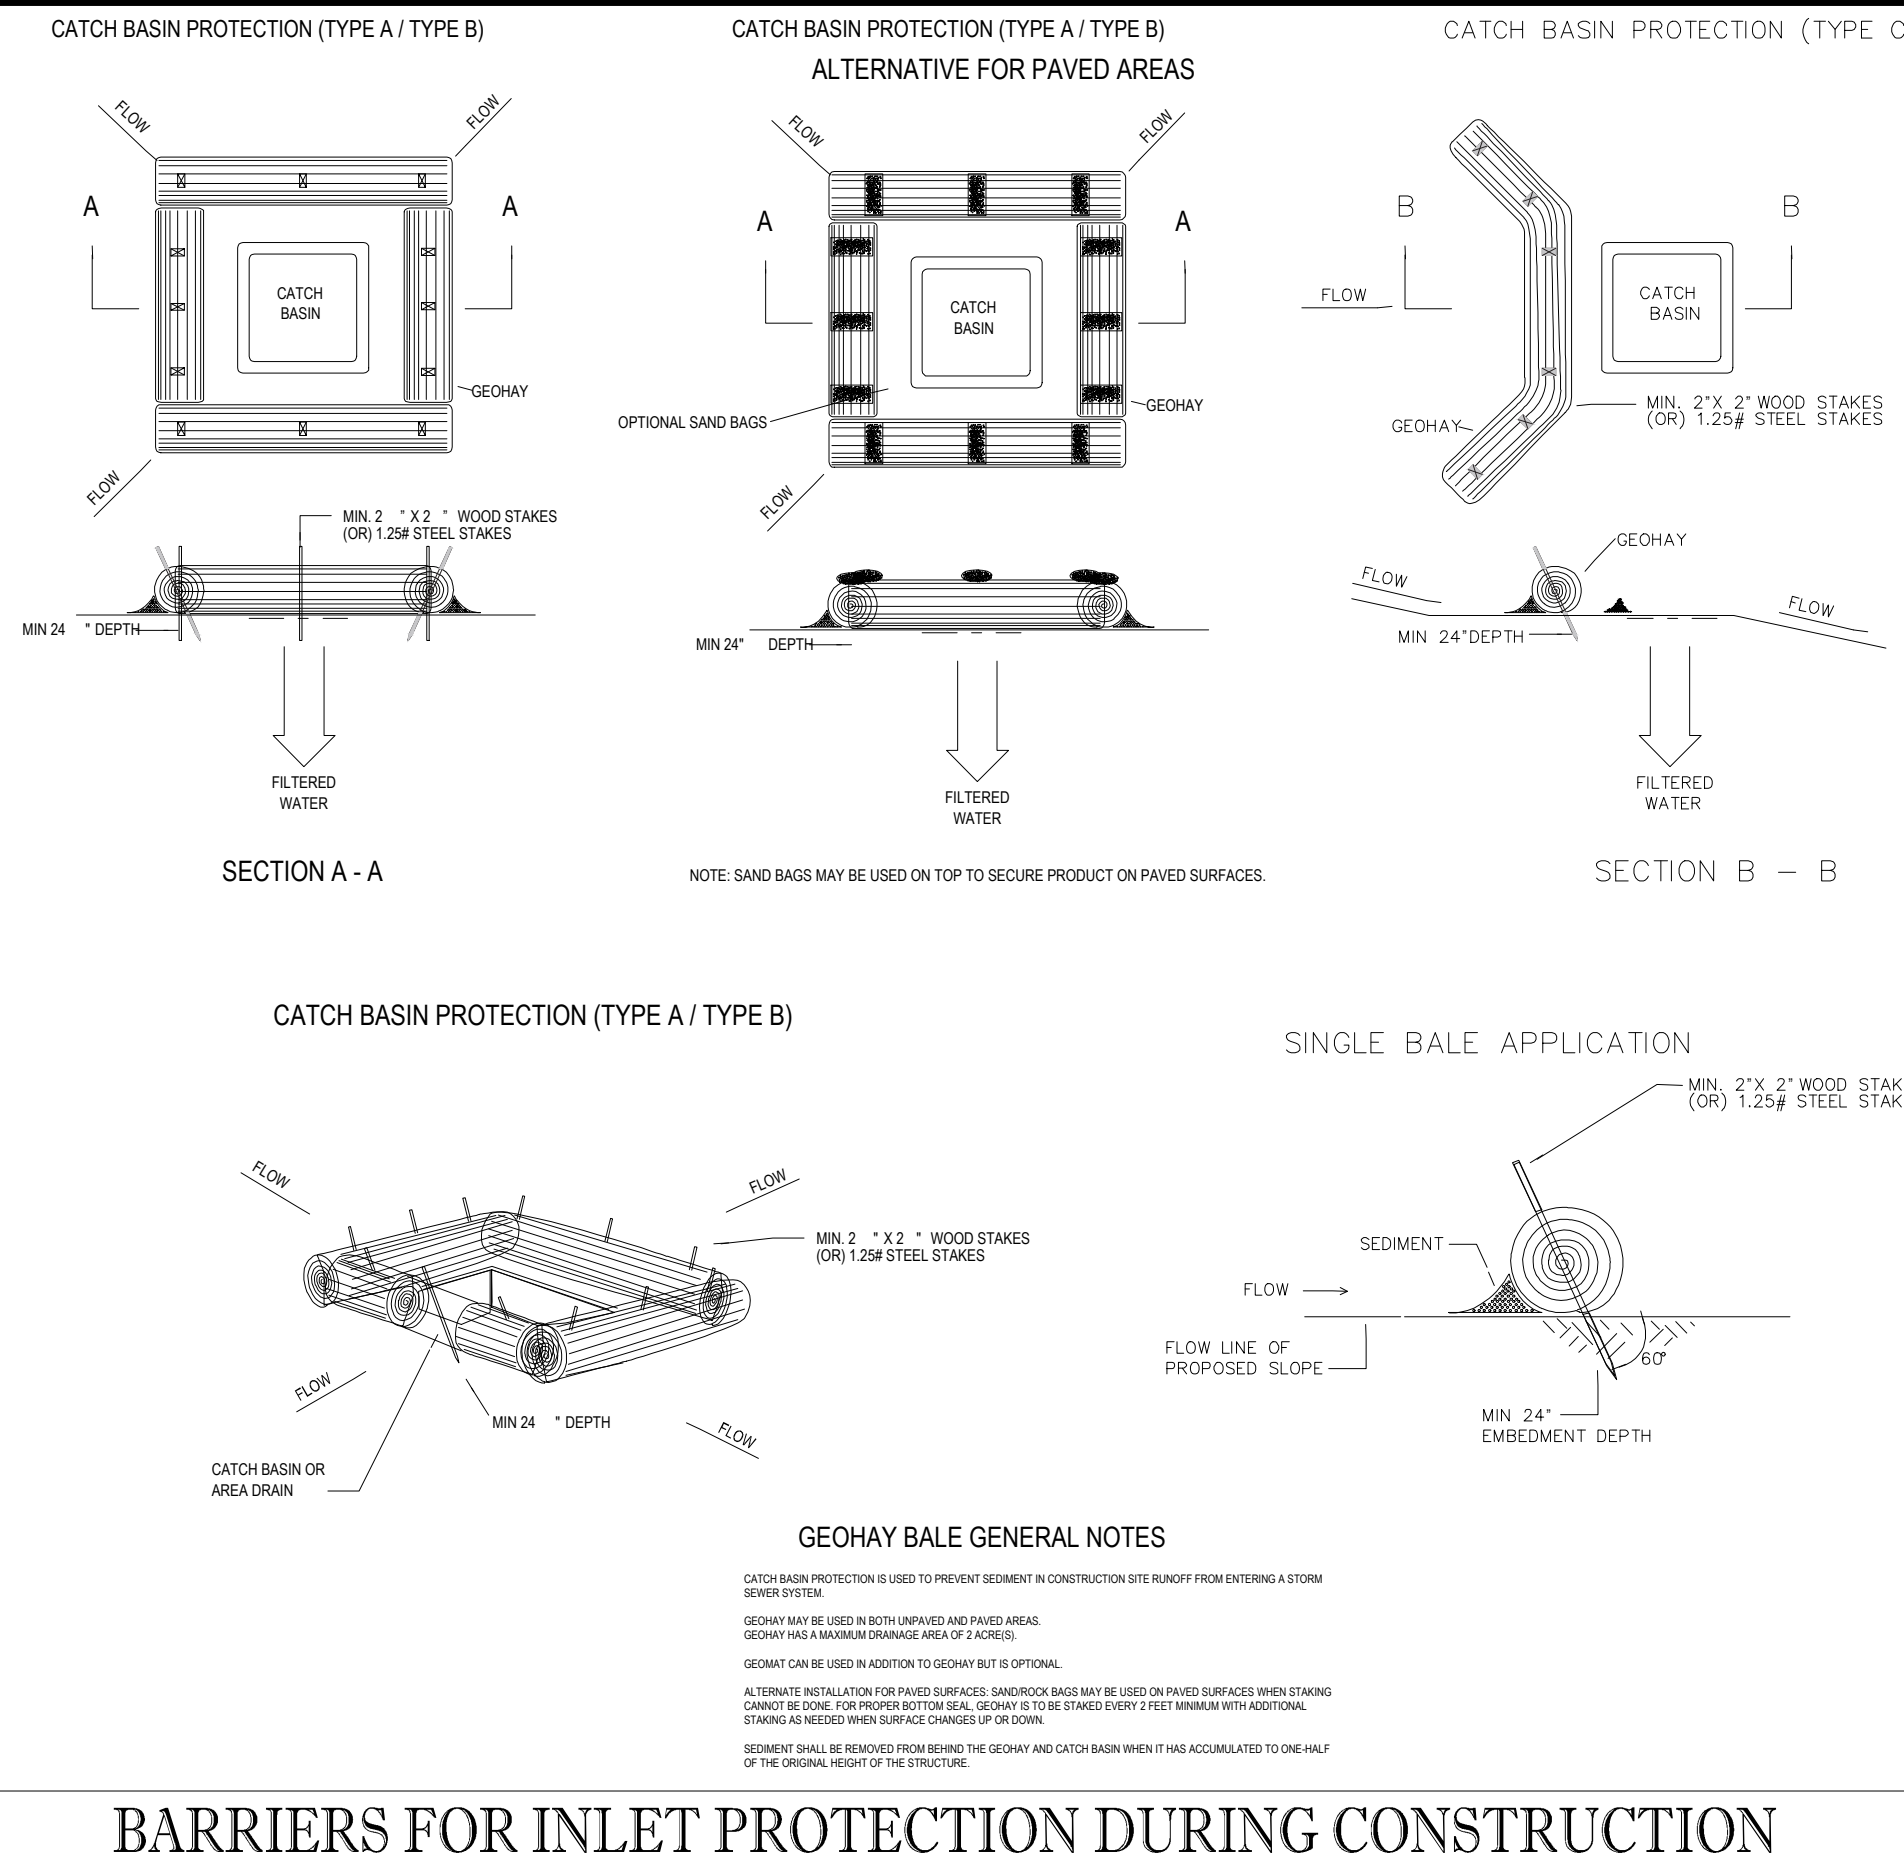 CATCH BASIN PROTECTION (TYPE A / TYPE B)
FLOW
FLOW
A
A
CATCH
BASIN
GEOHAY
FLOW
MIN. 2 " X 2 " WOOD STAKES
(OR) 1.25# STEEL STAKES
MIN 24 " DEPTH
FILTERED
WATER
SECTION A - A
CATCH BASIN PROTECTION (TYPE A / TYPE B)
ALTERNATIVE FOR PAVED AREAS
FLOW
FLOW
A
A
CATCH
BASIN
OPTIONAL SAND BAGS
GEOHAY
FLOW
MIN 24" DEPTH
FILTERED
WATER
NOTE: SAND BAGS MAY BE USED ON TOP TO SECURE PRODUCT ON PAVED SURFACES.
CATCH BASIN PROTECTION (TYPE
B
B
FLOW
CATCH
BASIN
MIN. 2"X 2" WOOD STAKES
(OR) 1.25# STEEL STAKES
GEOHAY
GEOHAY
FLOW
FLOW
MIN 24"DEPTH
FILTERED
WATER
SECTION B – B
CATCH BASIN PROTECTION (TYPE A / TYPE B)
FLOW
FLOW
MIN. 2 " X 2 " WOOD STAKES
(OR) 1.25# STEEL STAKES
FLOW
MIN 24 " DEPTH
FLOW
CATCH BASIN OR
AREA DRAIN
SINGLE BALE APPLICATION
MIN. 2"X 2" WOOD STAK
(OR) 1.25# STEEL STAK
SEDIMENT
FLOW
FLOW LINE OF
PROPOSED SLOPE
60°
MIN 24"
EMBEDMENT DEPTH
GEOHAY BALE GENERAL NOTES
CATCH BASIN PROTECTION IS USED TO PREVENT SEDIMENT IN CONSTRUCTION SITE RUNOFF FROM ENTERING A STORM
SEWER SYSTEM.
GEOHAY MAY BE USED IN BOTH UNPAVED AND PAVED AREAS.
GEOHAY HAS A MAXIMUM DRAINAGE AREA OF 2 ACRE(S).
GEOMAT CAN BE USED IN ADDITION TO GEOHAY BUT IS OPTIONAL.
ALTERNATE INSTALLATION FOR PAVED SURFACES: SAND/ROCK BAGS MAY BE USED ON PAVED SURFACES WHEN STAKING
CANNOT BE DONE. FOR PROPER BOTTOM SEAL, GEOHAY IS TO BE STAKED EVERY 2 FEET MINIMUM WITH ADDITIONAL
STAKING AS NEEDED WHEN SURFACE CHANGES UP OR DOWN.
SEDIMENT SHALL BE REMOVED FROM BEHIND THE GEOHAY AND CATCH BASIN WHEN IT HAS ACCUMULATED TO ONE-HALF
OF THE ORIGINAL HEIGHT OF THE STRUCTURE.
BARRIERS FOR INLET PROTECTION DURING CONSTRUCTION